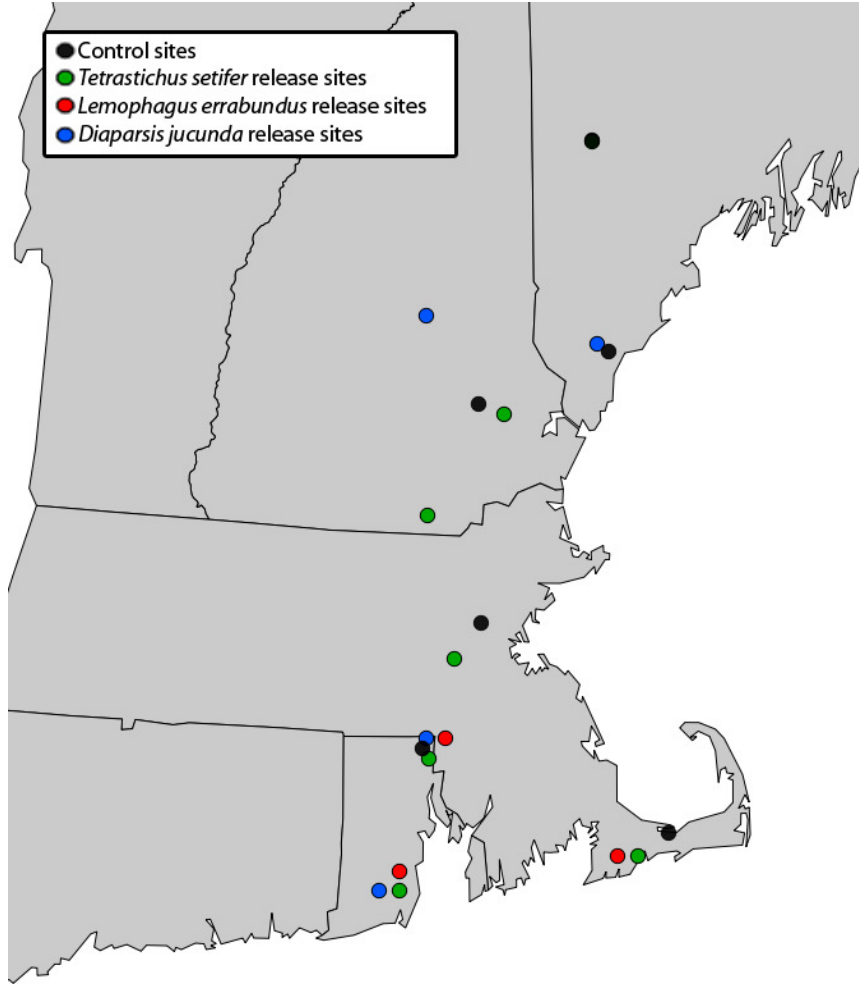 Control sites
Tetrastichus setifer release sites
Lemophagus errabundus release sites
Diaparsis jucunda release sites